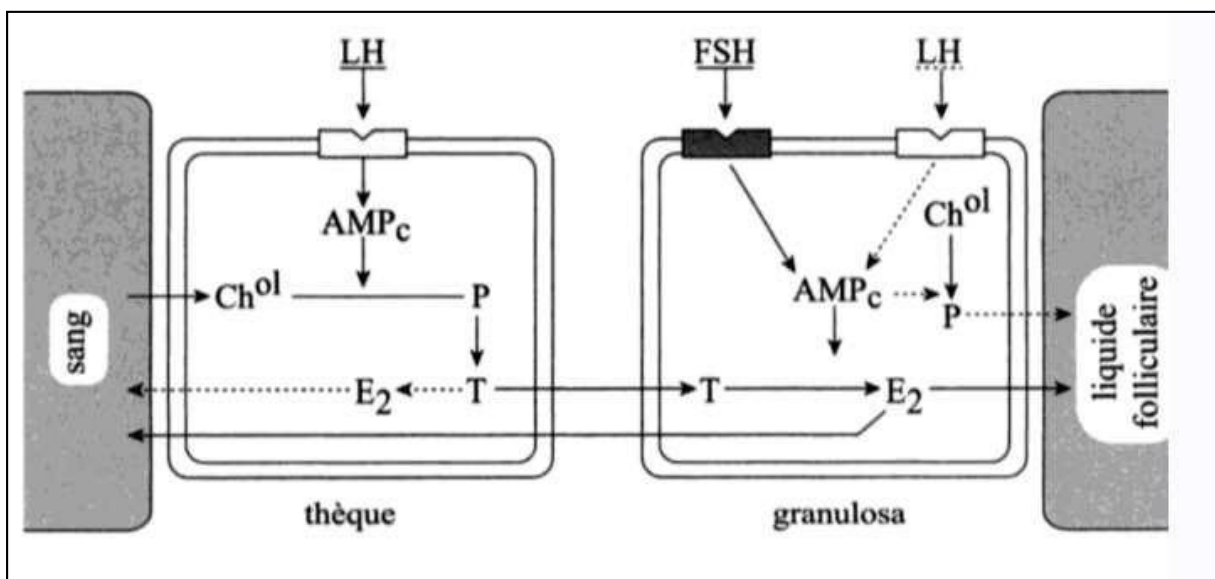 LH
FSH
LH
AMPc
Chol
AMPc
Chol
P
P
sang
E2
T
T
E2
liquide
folliculaire
thèque
granulosa